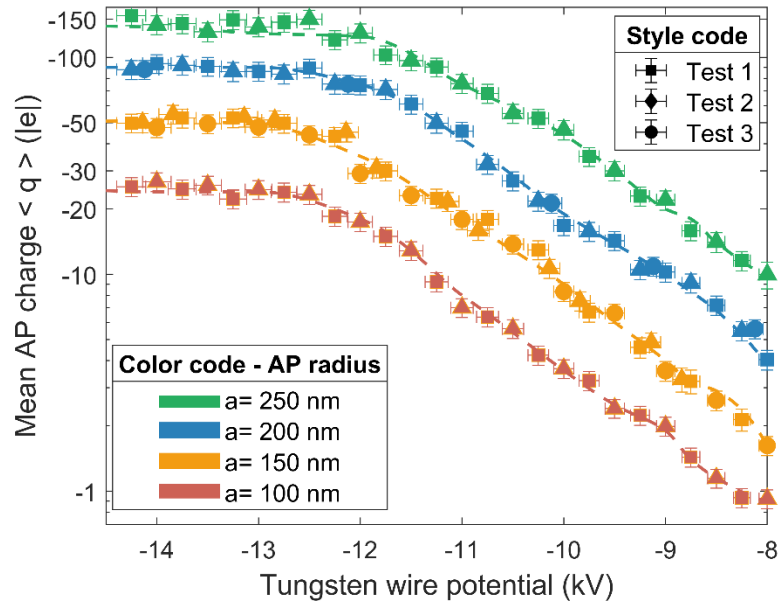 Mean AP charge < q > (|e|)
-150
-100
-50
-30
-20
-10
-1
Style code
Test 1
Test 2
Test 3
Color code - AP radius
a= 250 nm
a= 200 nm
a= 150 nm
a= 100 nm
-14 -13 -12 -11 -10 -9 -8
Tungsten wire potential (kV)